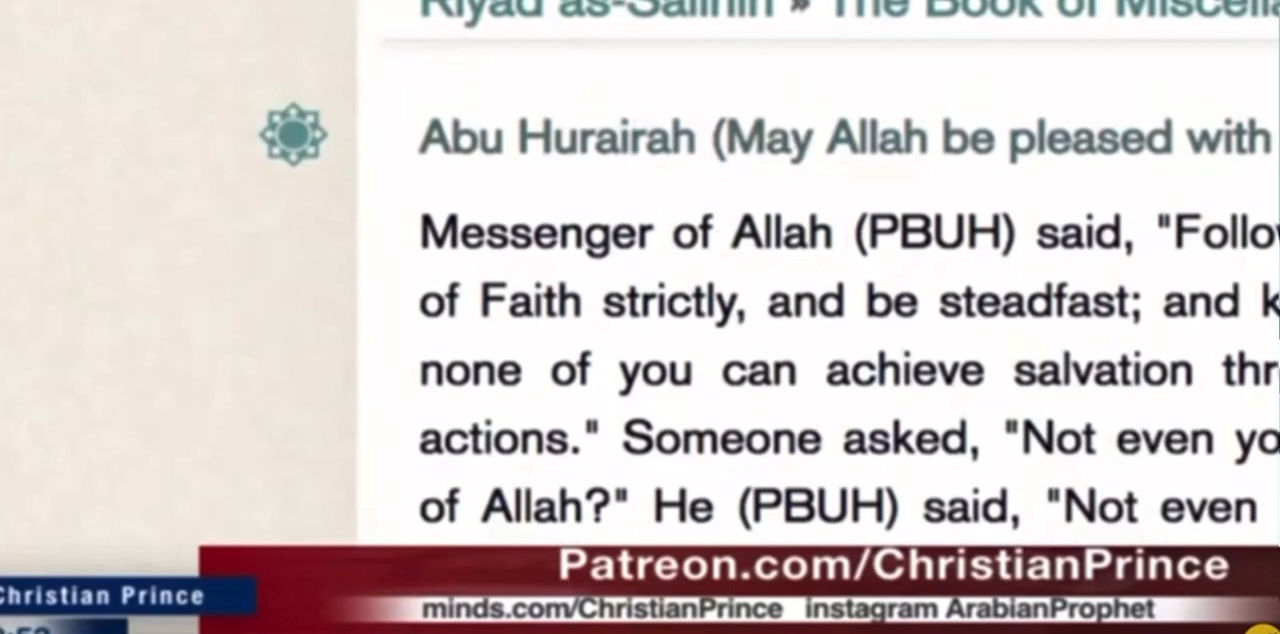 Riyad as-Salihin » The Book of Miscella
Abu Hurairah (May Allah be pleased with
Messenger of Allah (PBUH) said, "Follo
of Faith strictly, and be steadfast; and k
none of you can achieve salvation thr
actions." Someone asked, "Not even yo
of Allah?" He (PBUH) said, "Not even
Patreon.com/ChristianPrince
Christian Prince
minds.com/ChristianPrince instagram ArabianProphet